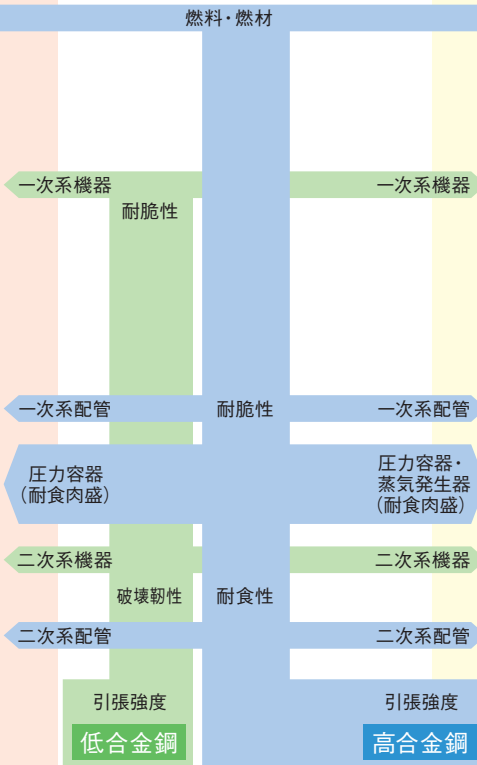 燃料・燃材
一次系機器
一次系機器
耐脆性
一次系配管
耐脆性
一次系配管
圧力容器
（耐食肉盛）
圧力容器・
蒸気発生器
（耐食肉盛）
二次系機器
二次系機器
破壊靭性
耐食性
二次系配管
二次系配管
引張強度
引張強度
低合金鋼
高合金鋼